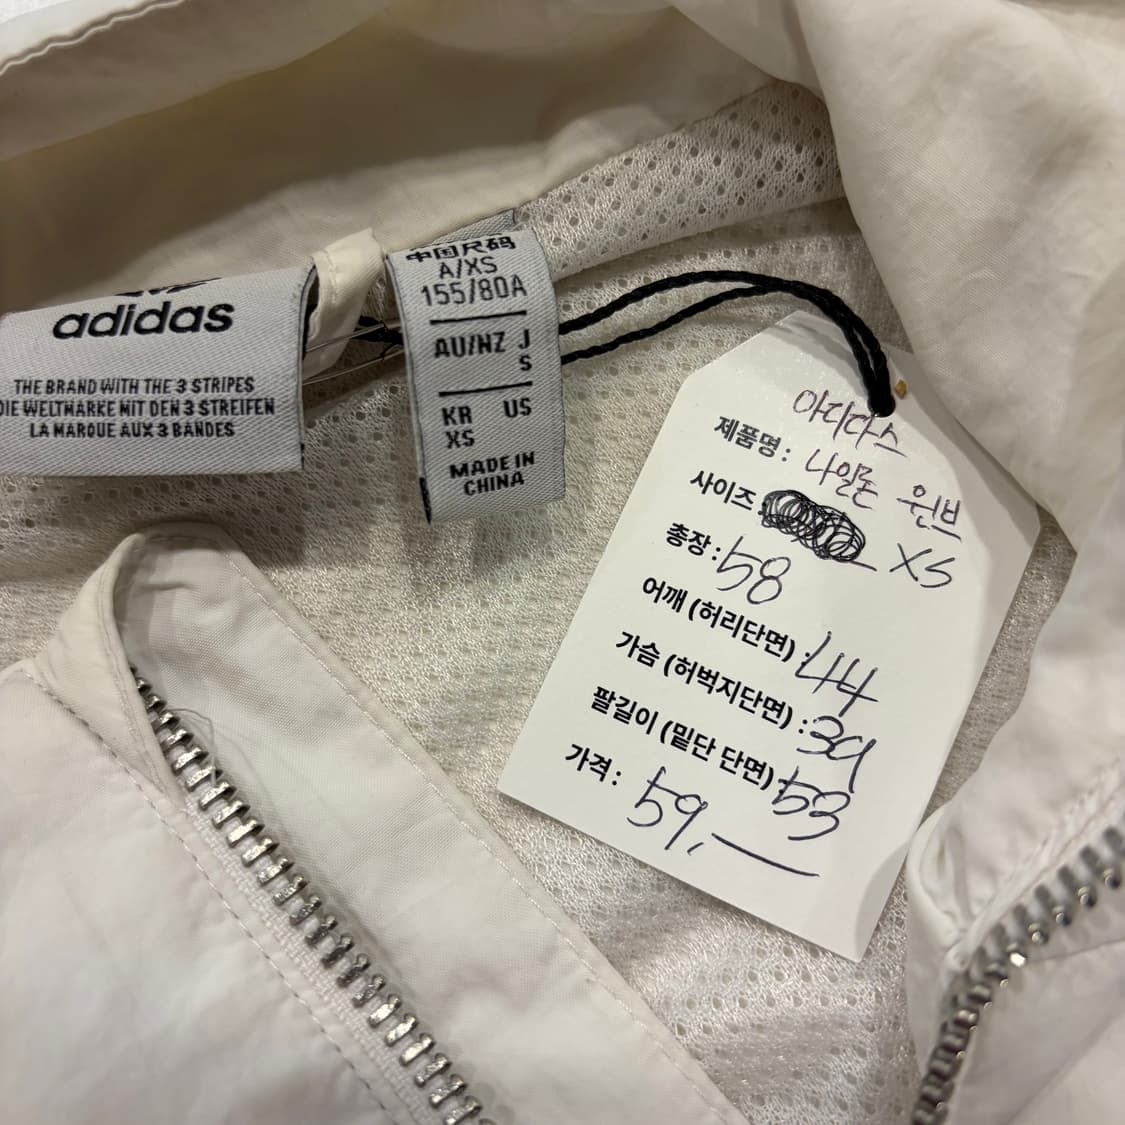 adidas
THE BRAND WITH THE 3 STRIPES
DIE WELTMARKE MIT DEN 3 STREIFEN
LA MARQUE AUX 3 BANDES
中国尺码
A/XS
155/80A
AU/NZ J
S
KR US
XS
MADE IN
CHINA
아디다스
제품명: 나일론 윈브
사이즈: XS
총장: 58
어깨 (허리단면): 44
가슴 (허벅지단면): 39
팔길이 (밑단 단면): 53
가격: 59,—